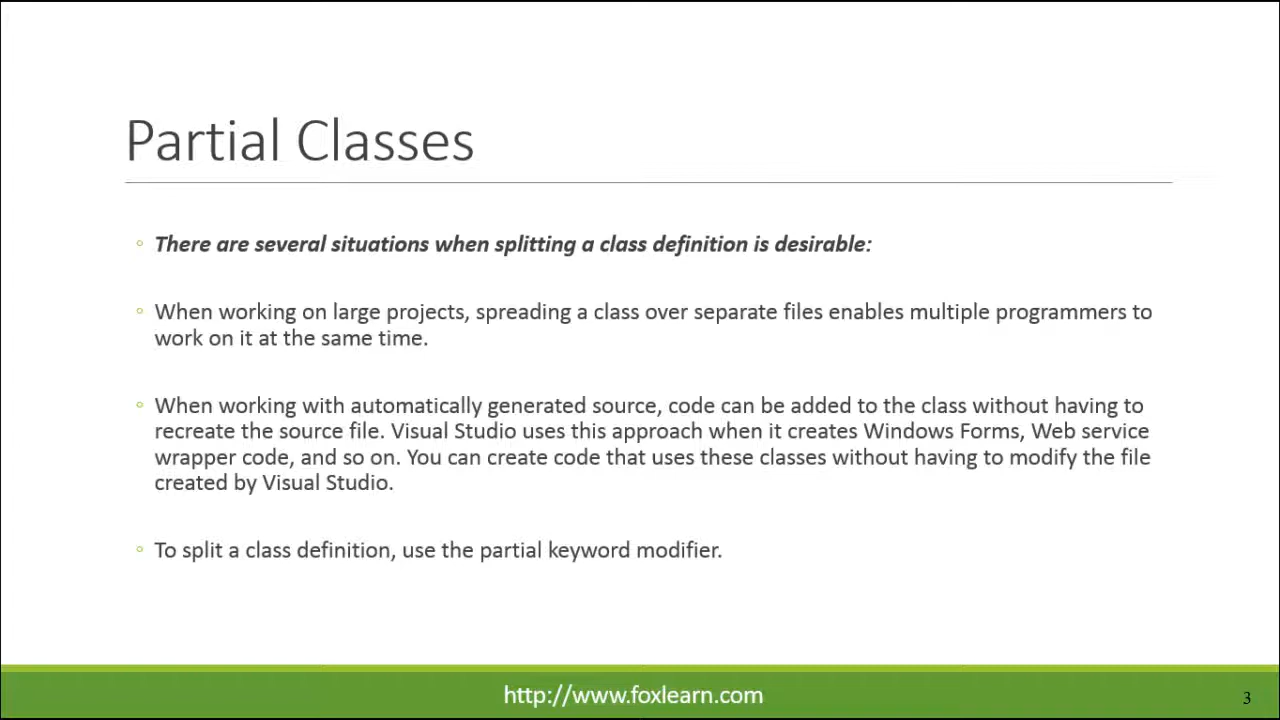 Partial Classes
There are several situations when splitting a class definition is desirable:
When working on large projects, spreading a class over separate files enables multiple programmers to
work on it at the same time.
When working with automatically generated source, code can be added to the class without having to
recreate the source file. Visual Studio uses this approach when it creates Windows Forms, Web service
wrapper code, and so on. You can create code that uses these classes without having to modify the file
created by Visual Studio.
To split a class definition, use the partial keyword modifier.
http://www.foxlearn.com
3